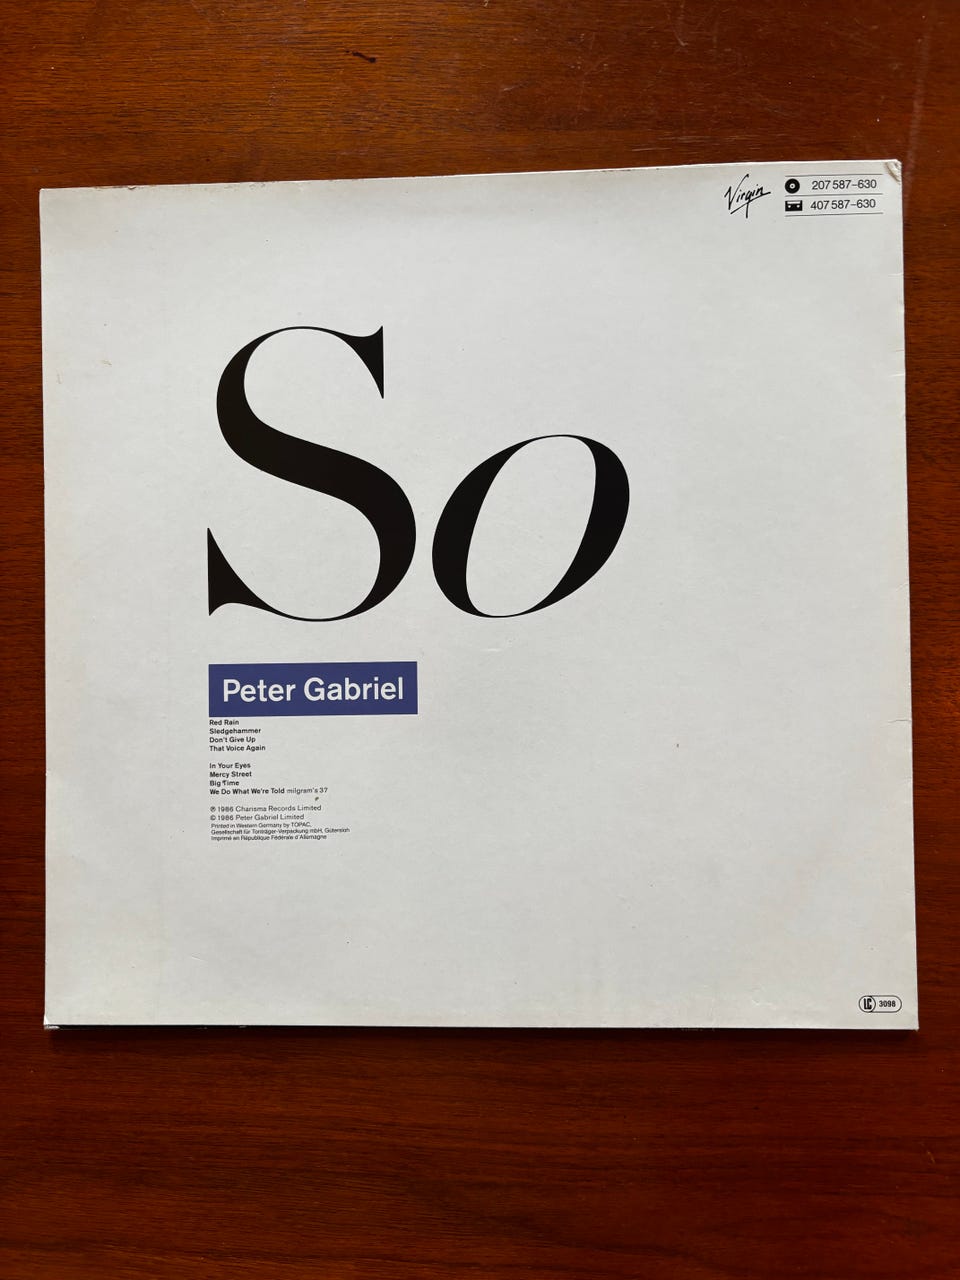 Virgin
207 587–630
407 587–630
So
Peter Gabriel
Red Rain
Sledgehammer
Don't Give Up
That Voice Again
In Your Eyes
Mercy Street
Big Time
We Do What We're Told milgram's 37
℗ 1986 Charisma Records Limited
© 1986 Peter Gabriel Limited
Printed in Western Germany by TOPAC,
Gesellschaft für Tonträger-Verpackung mbH, Gütersloh
Imprimé en République Fédérale d'Allemagne
LC 3098